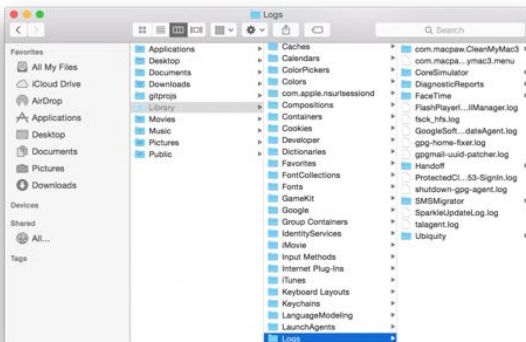 Logs
Search
Favorites
All My Files
iCloud Drive
AirDrop
Applications
Desktop
Documents
Pictures
Downloads
Devices
Shared
All...
Tags
Applications
Desktop
Documents
Downloads
gitprojs
Library
Movies
Music
Pictures
Public
Caches
Calendars
ColorPickers
Colors
com.apple.nsurlsessiond
Compositions
Containers
Cookies
Developer
Dictionaries
Favorites
FontCollections
Fonts
GameKit
Google
Group Containers
IdentityServices
iMovie
Input Methods
Internet Plug-Ins
iTunes
Keyboard Layouts
Keychains
LanguageModeling
LaunchAgents
Logs
com.macpaw.CleanMyMac3
com.macpa...ymac3.menu
CoreSimulator
DiagnosticReports
FaceTime
FlashPlayerI...llManager.log
fsck_hfs.log
GoogleSoft...dateAgent.log
gpg-home-fixer.log
gpgmail-uuid-patcher.log
Handoff
ProtectedCl...53-SignIn.log
shutdown-gpg-agent.log
SMSMigrator
SparkleUpdateLog.log
talagent.log
Ubiquity